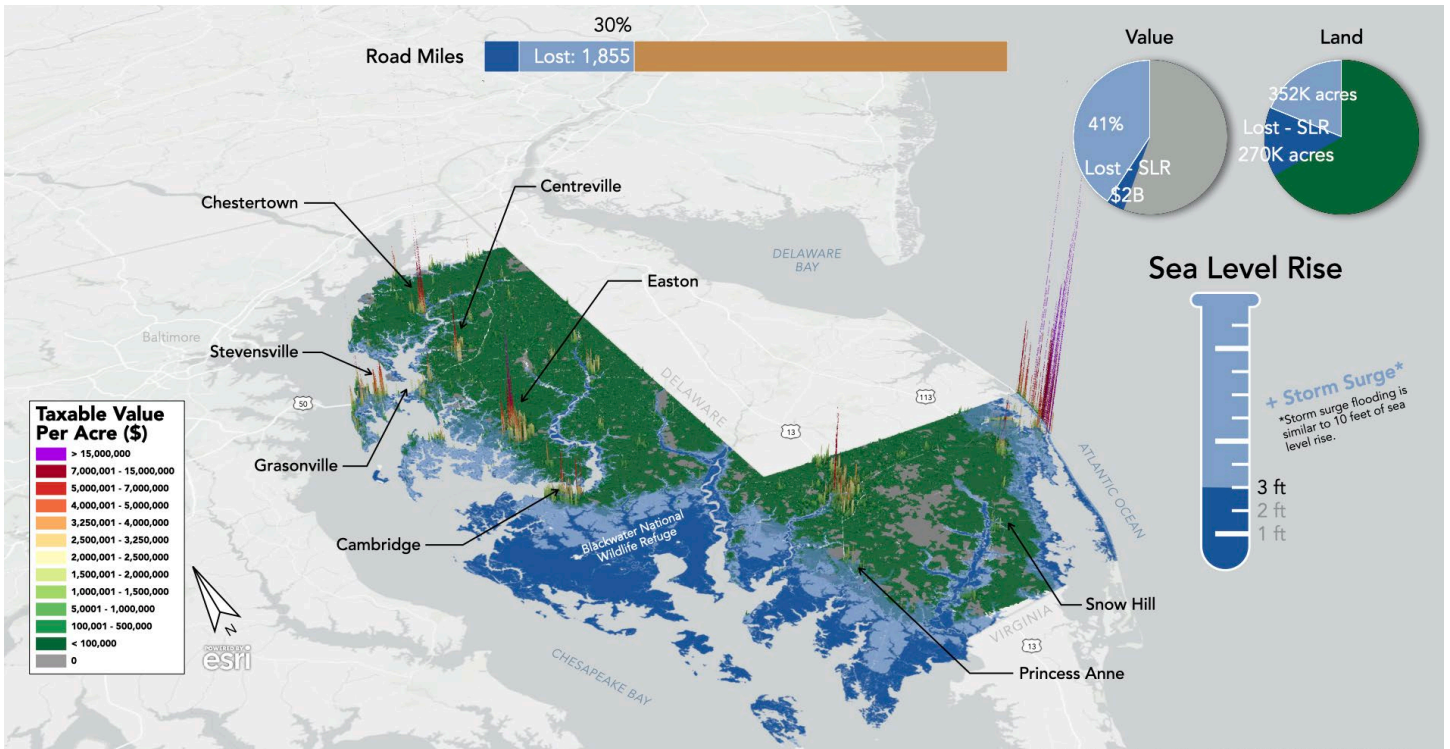 30%
Road Miles
Lost: 1,855
Value
Land
41%
Lost - SLR
$2B
352K acres
Lost - SLR
270K acres
Chestertown
Centreville
DELAWARE
BAY
Easton
Sea Level Rise
Baltimore
Stevensville
50
DELAWARE
113
13
+ Storm Surge*
*Storm surge flooding is
similar to 10 feet of sea
level rise.
3 ft
2 ft
1 ft
ATLANTIC OCEAN
Grasonville
Cambridge
Blackwater National
Wildlife Refuge
Snow Hill
VIRGINIA
13
Princess Anne
CHESAPEAKE BAY
Taxable Value
Per Acre ($)
> 15,000,000
7,000,001 - 15,000,000
5,000,001 - 7,000,000
4,000,001 - 5,000,000
3,250,001 - 4,000,000
2,500,001 - 3,250,000
2,000,001 - 2,500,000
1,500,001 - 2,000,000
1,000,001 - 1,500,000
5,0001 - 1,000,000
100,001 - 500,000
< 100,000
0
N
POWERED BY
esri